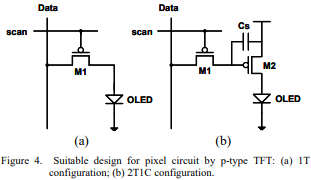 Data
Data
scan
scan
Cs
M1
M1
M2
OLED
OLED
(a)
(b)
Figure 4. Suitable design for pixel circuit by p-type TFT: (a) 1T
configuration; (b) 2T1C configuration.